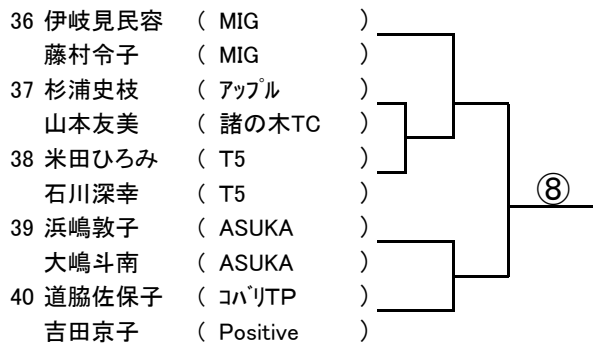 36 伊岐見民容 ( MIG )
藤村令子 ( MIG )
37 杉浦史枝 ( ｱｯﾌﾟﾙ )
山本友美 ( 諸の木TC )
38 米田ひろみ ( T5 )
石川深幸 ( T5 )
⑧
39 浜嶋敦子 ( ASUKA )
大嶋斗南 ( ASUKA )
40 道脇佐保子 ( ｺﾊﾞﾘTP )
吉田京子 ( Positive )